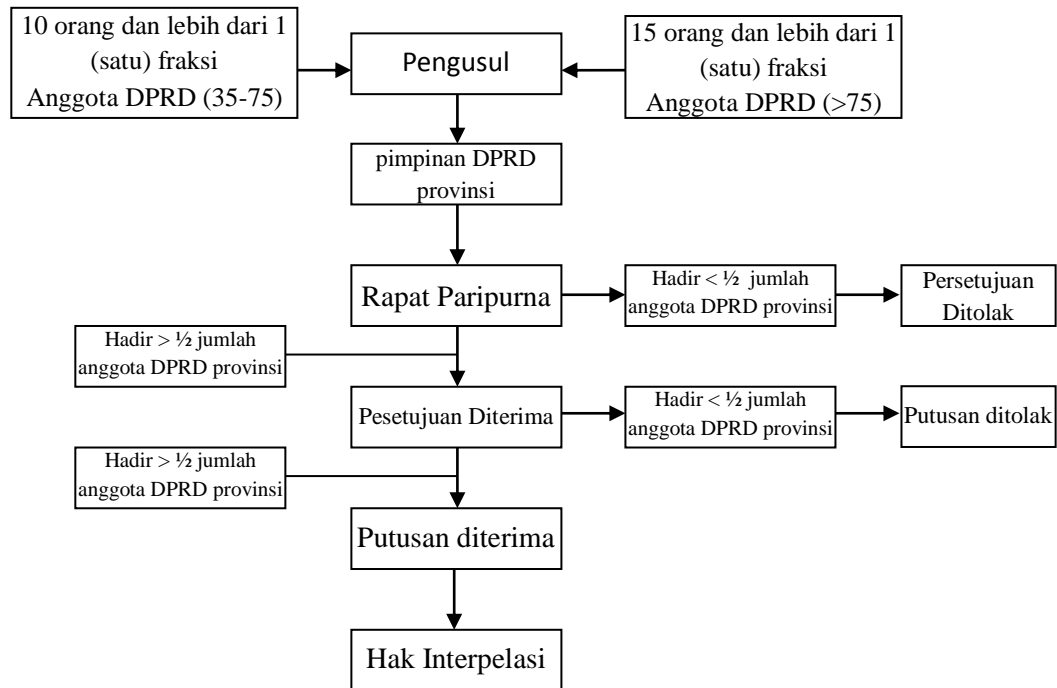 10 orang dan lebih dari 1
(satu) fraksi
Anggota DPRD (35-75)
Pengusul
15 orang dan lebih dari 1
(satu) fraksi
Anggota DPRD (>75)
pimpinan DPRD
provinsi
Rapat Paripurna
Hadir < ½ jumlah
anggota DPRD provinsi
Persetujuan
Ditolak
Hadir > ½ jumlah
anggota DPRD provinsi
Pesetujuan Diterima
Hadir < ½ jumlah
anggota DPRD provinsi
Putusan ditolak
Hadir > ½ jumlah
anggota DPRD provinsi
Putusan diterima
Hak Interpelasi